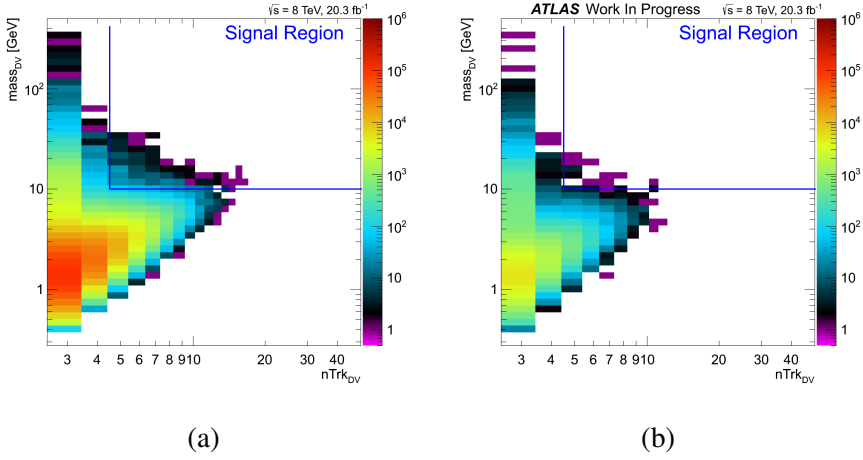 √s = 8 TeV, 20.3 fb⁻¹
mass_DV [GeV]
Signal Region
10²
10
1
3 4 5 6 7 8 9 10 20 30
nTrk_DV
10⁶
10⁵
10⁴
10³
10²
10
1
(a)
ATLAS Work In Progress √s = 8 TeV, 20.3 fb⁻¹
mass_DV [GeV]
Signal Region
10²
10
1
3 4 5 6 7 8 9 10 20 30
nTrk_DV
10⁶
10⁵
10⁴
10³
10²
10
1
(b)